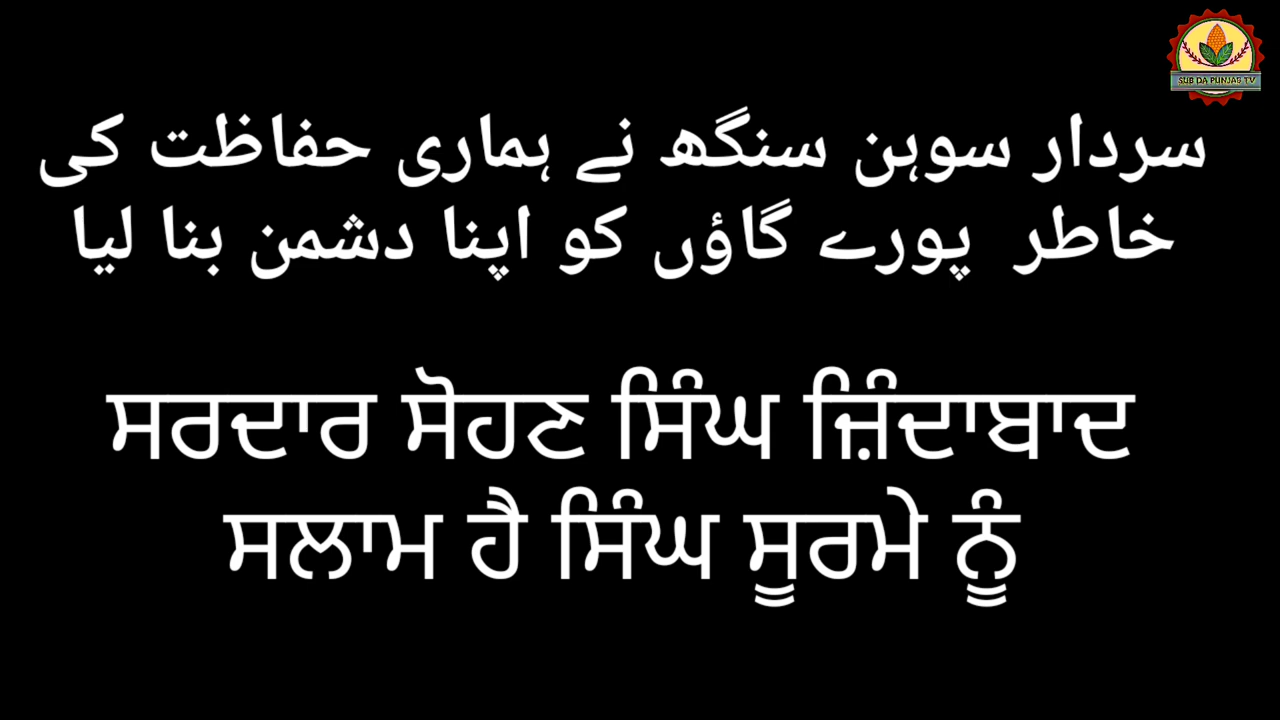 SUB DA PUNJAB TV
سردار سوہن سنگھ نے ہماری حفاظت کی
خاطر پورے گاؤں کو اپنا دشمن بنا لیا
ਸਰਦਾਰ ਸੋਹਣ ਸਿੰਘ ਜ਼ਿੰਦਾਬਾਦ
ਸਲਾਮ ਹੈ ਸਿੰਘ ਸੂਰਮੇ ਨੂੰ